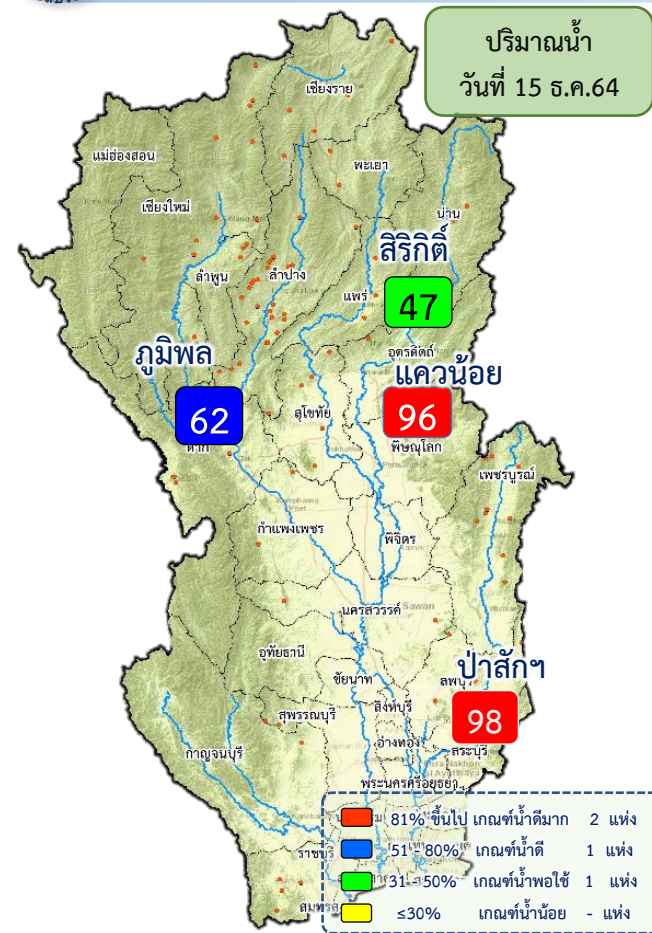 ปริมาณน้ำ
วันที่ 15 ธ.ค.64
เชียงราย
แม่ฮ่องสอน
พะเยา
เชียงใหม่
น่าน
สิริกิติ์
ลำพูน
ลำปาง
แพร่
47
อุตรดิตถ์
ภูมิพล
แควน้อย
62
สุโขทัย
96
ตาก
พิษณุโลก
เพชรบูรณ์
กำแพงเพชร
พิจิตร
นครสวรรค์
Sawan
อุทัยธานี
ป่าสักฯ
ชัยนาท
ลพบุรี
สุพรรณบุรี
สิงห์บุรี
98
อ่างทอง
กาญจนบุรี
สระบุรี
พระนครศรีอยุธยา
81% ขึ้นไป เกณฑ์น้ำดีมาก 2 แห่ง
51 - 80% เกณฑ์น้ำดี 1 แห่ง
ราชบุรี
31 - 50% เกณฑ์น้ำพอใช้ 1 แห่ง
≤30% เกณฑ์น้ำน้อย - แห่ง